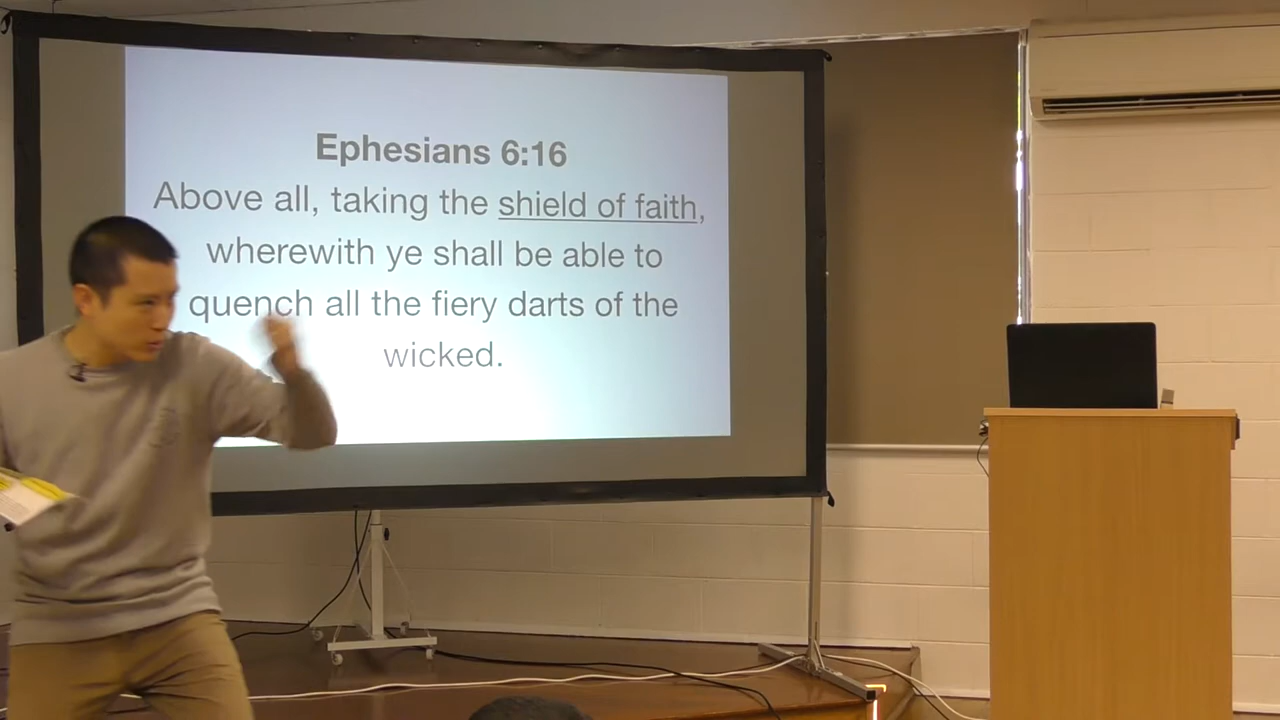 Ephesians 6:16
Above all, taking the shield of faith,
wherewith ye shall be able to
quench all the fiery darts of the
wicked.